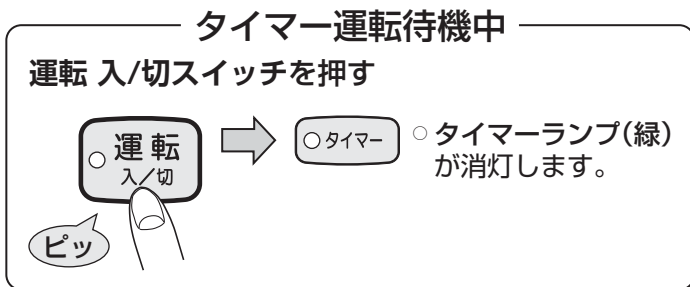 タイマー運転待機中
運転 入/切スイッチを押す
運転
入/切
タイマー
○タイマーランプ(緑)
が消灯します。
ピッ